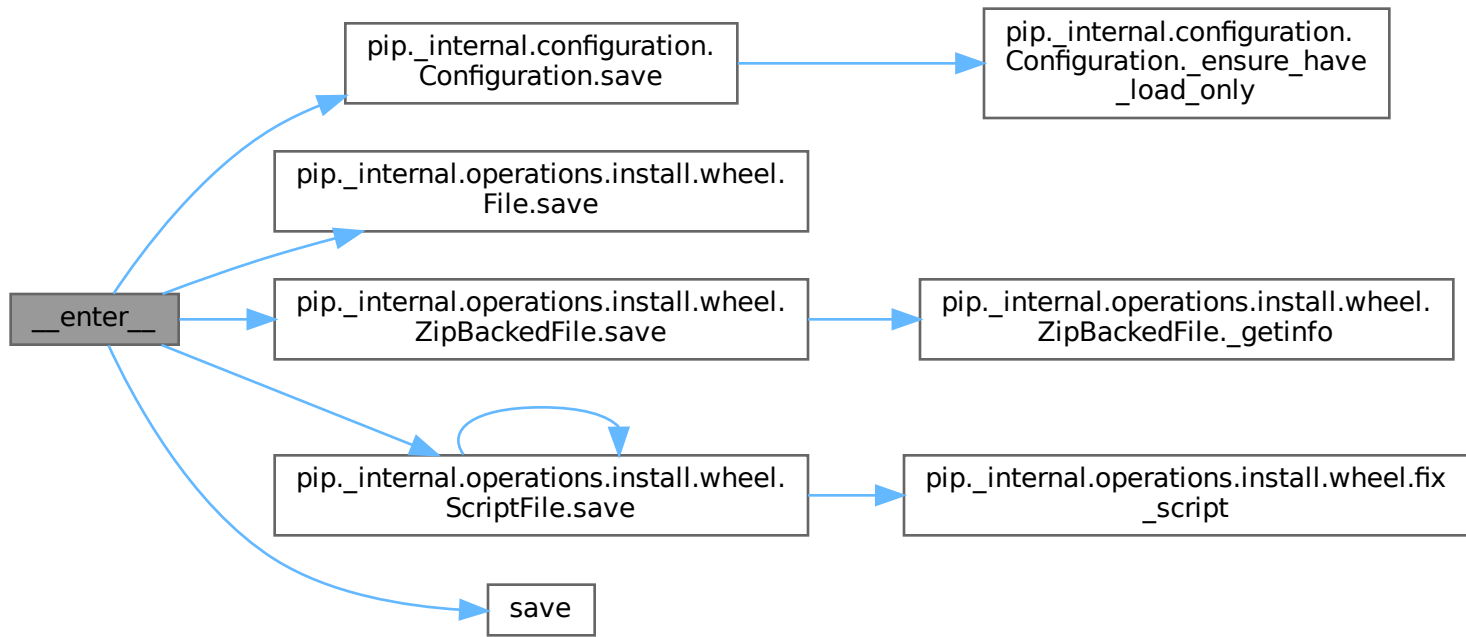 __enter__
pip._internal.configuration.
Configuration.save
pip._internal.configuration.
Configuration._ensure_have
_load_only
pip._internal.operations.install.wheel.
File.save
pip._internal.operations.install.wheel.
ZipBackedFile.save
pip._internal.operations.install.wheel.
ZipBackedFile._getinfo
pip._internal.operations.install.wheel.
ScriptFile.save
pip._internal.operations.install.wheel.fix
_script
save